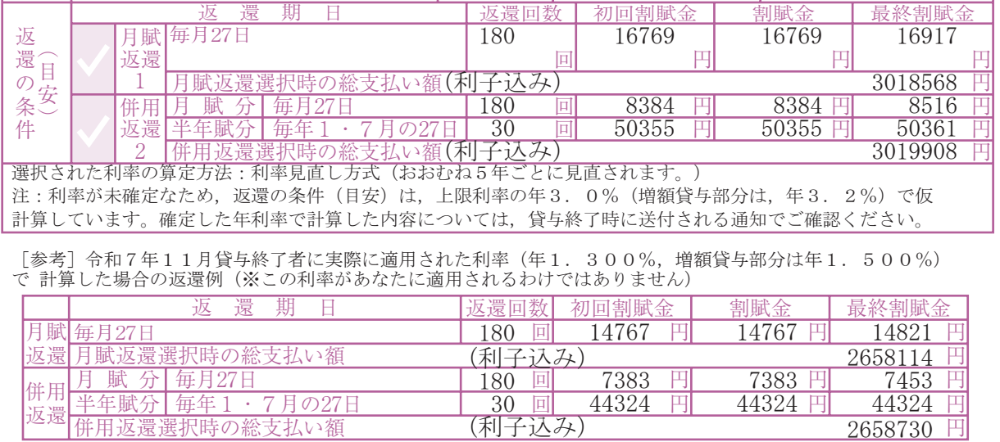 返還期日 返還回数 初回割賦金 割賦金 最終割賦金
返還の条件（目安）
月賦返還1 毎月27日 180回 16769円 16769円 16917円
月賦返還選択時の総支払い額(利子込み) 3018568 円
併用返還2 月賦分 毎月27日 180 回 8384 円 8384 円 8516 円
半年賦分 毎年１・７月の27日 30 回 50355 円 50355 円 50361 円
併用返還選択時の総支払い額(利子込み) 3019908 円
選択された利率の算定方法：利率見直し方式（おおむね５年ごとに見直されます。）
注：利率が未確定なため，返還の条件（目安）は，上限利率の年３．０％（増額貸与部分は，年３．２％）で仮
計算しています。確定した年利率で計算した内容については，貸与終了時に送付される通知でご確認ください。
［参考］令和７年１１月貸与終了者に実際に適用された利率（年１．３００％，増額貸与部分は年１．５００％）
で 計算した場合の返還例（※この利率があなたに適用されるわけではありません）
返還期日 返還回数 初回割賦金 割賦金 最終割賦金
月賦返還 毎月27日 180 回 14767 円 14767 円 14821 円
月賦返還選択時の総支払い額 (利子込み) 2658114 円
併用返還 月賦分 毎月27日 180 回 7383 円 7383 円 7453 円
半年賦分 毎年１・７月の27日 30 回 44324 円 44324 円 44324 円
併用返還選択時の総支払い額 (利子込み) 2658730 円